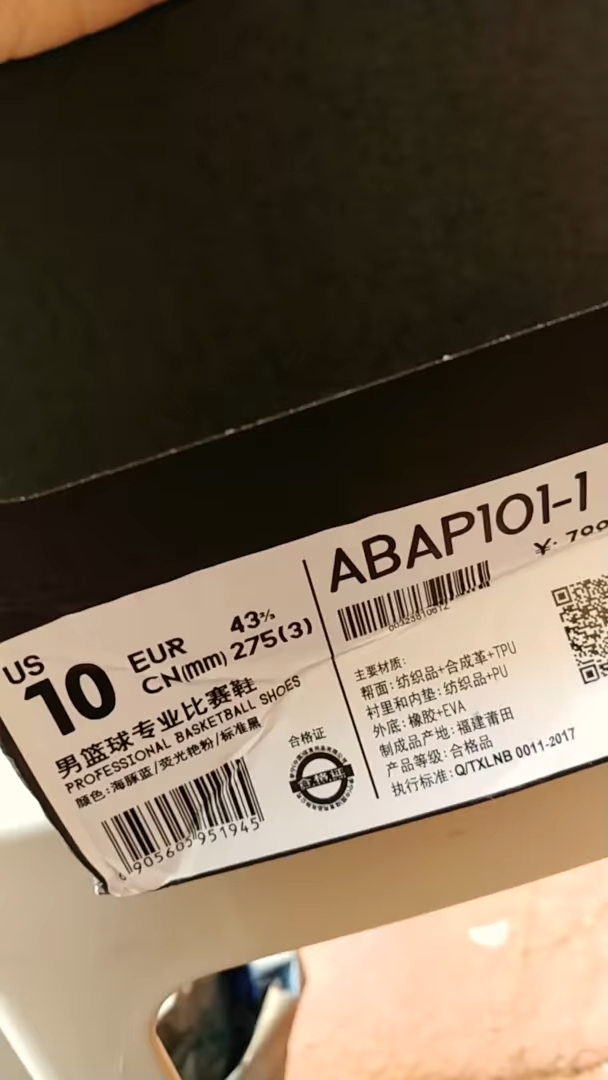 ABAP101-1
US
10
EUR 43⅔
CN(mm) 275(3)
男篮球专业比赛鞋
PROFESSIONAL BASKETBALL SHOES
颜色:海豚蓝/荧光艳粉/标准黑
合格证
主要材质:
帮面:纺织品+合成革+TPU
衬里和内垫:纺织品+PU
外底:橡胶+EVA
制成品产地:福建莆田
产品等级:合格品
执行标准:Q/TXLNB 0011-2017